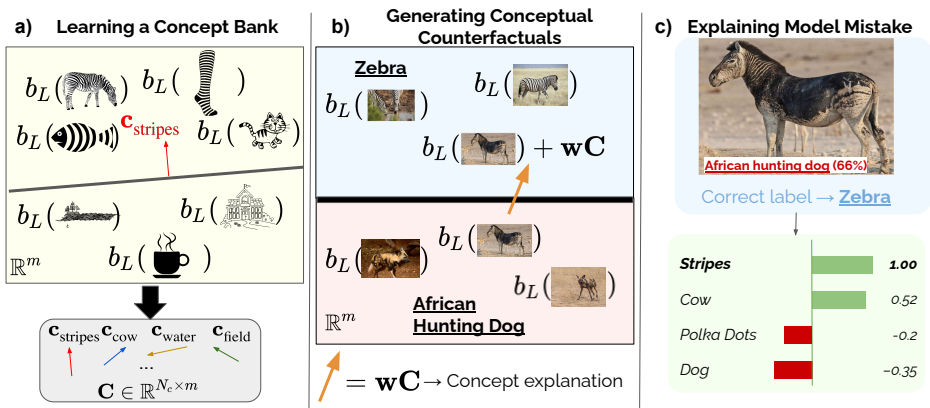 a) Learning a Concept Bank
b_L( )
b_L( )
b_L( )
c_stripes
b_L( )
b_L( )
b_L( )
b_L( )
ℝ^m
c_stripes c_cow c_water c_field
...
C ∈ ℝ^{N_c×m}
b) Generating Conceptual
Counterfactuals
Zebra
b_L( )
b_L( )
b_L( ) + wC
b_L( )
b_L( )
b_L( )
ℝ^m
African
Hunting Dog
= wC → Concept explanation
c) Explaining Model Mistake
African hunting dog (66%)
Correct label → Zebra
Stripes 1.00
Cow 0.52
Polka Dots -0.2
Dog -0.35